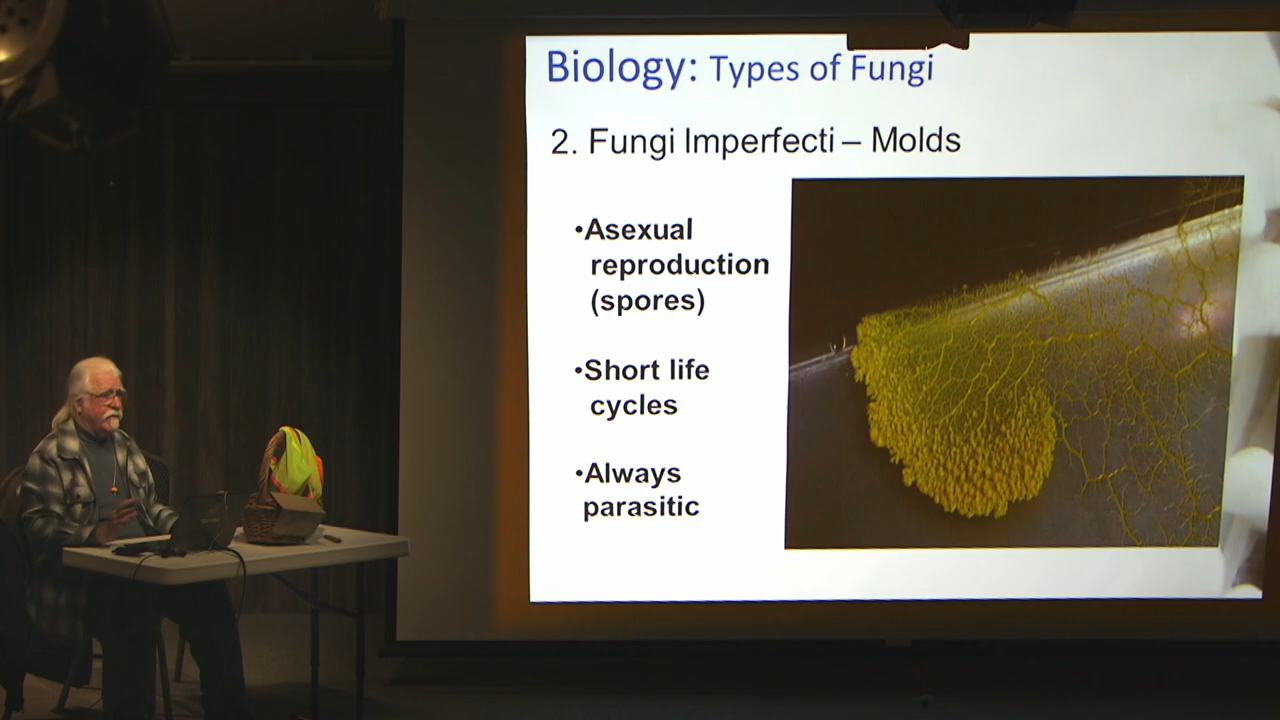 Biology: Types of Fungi
2. Fungi Imperfecti – Molds
•Asexual
reproduction
(spores)
•Short life
cycles
•Always
parasitic